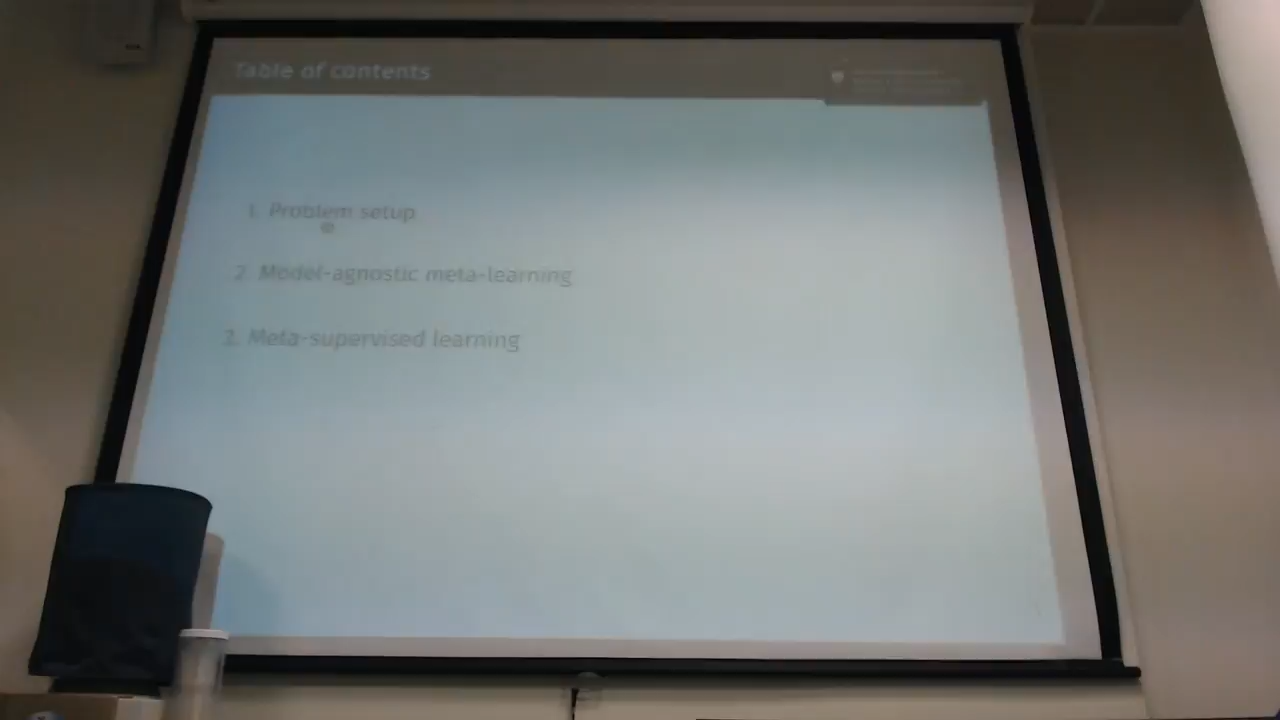 Table of contents
1. Problem setup
2. Model-agnostic meta-learning
3. Meta-supervised learning